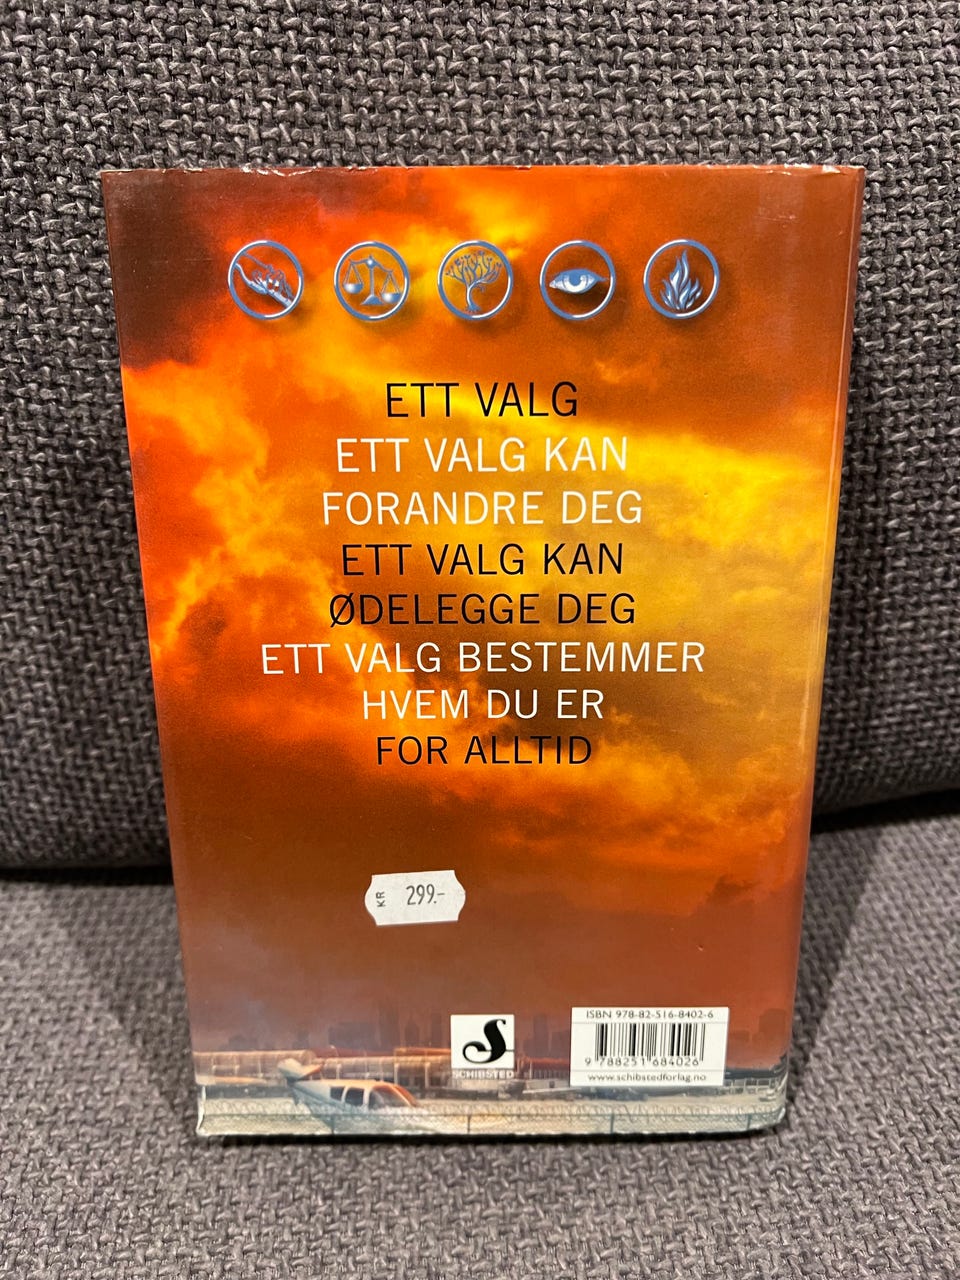 ETT VALG
ETT VALG KAN
FORANDRE DEG
ETT VALG KAN
ØDELEGGE DEG
ETT VALG BESTEMMER
HVEM DU ER
FOR ALLTID
KR 299.-
S
SCHIBSTED
ISBN 978-82-516-8402-6
9 788251 684026
www.schibstedforlag.no